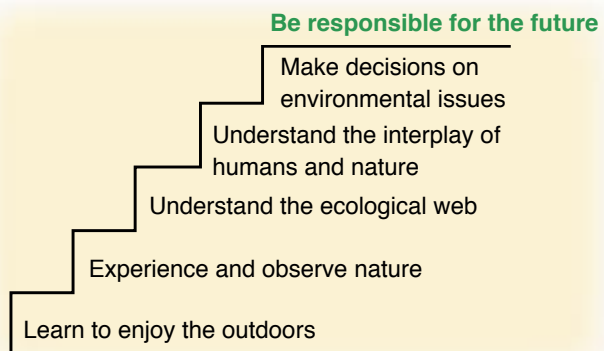 Be responsible for the future
Make decisions on
environmental issues
Understand the interplay of
humans and nature
Understand the ecological web
Experience and observe nature
Learn to enjoy the outdoors